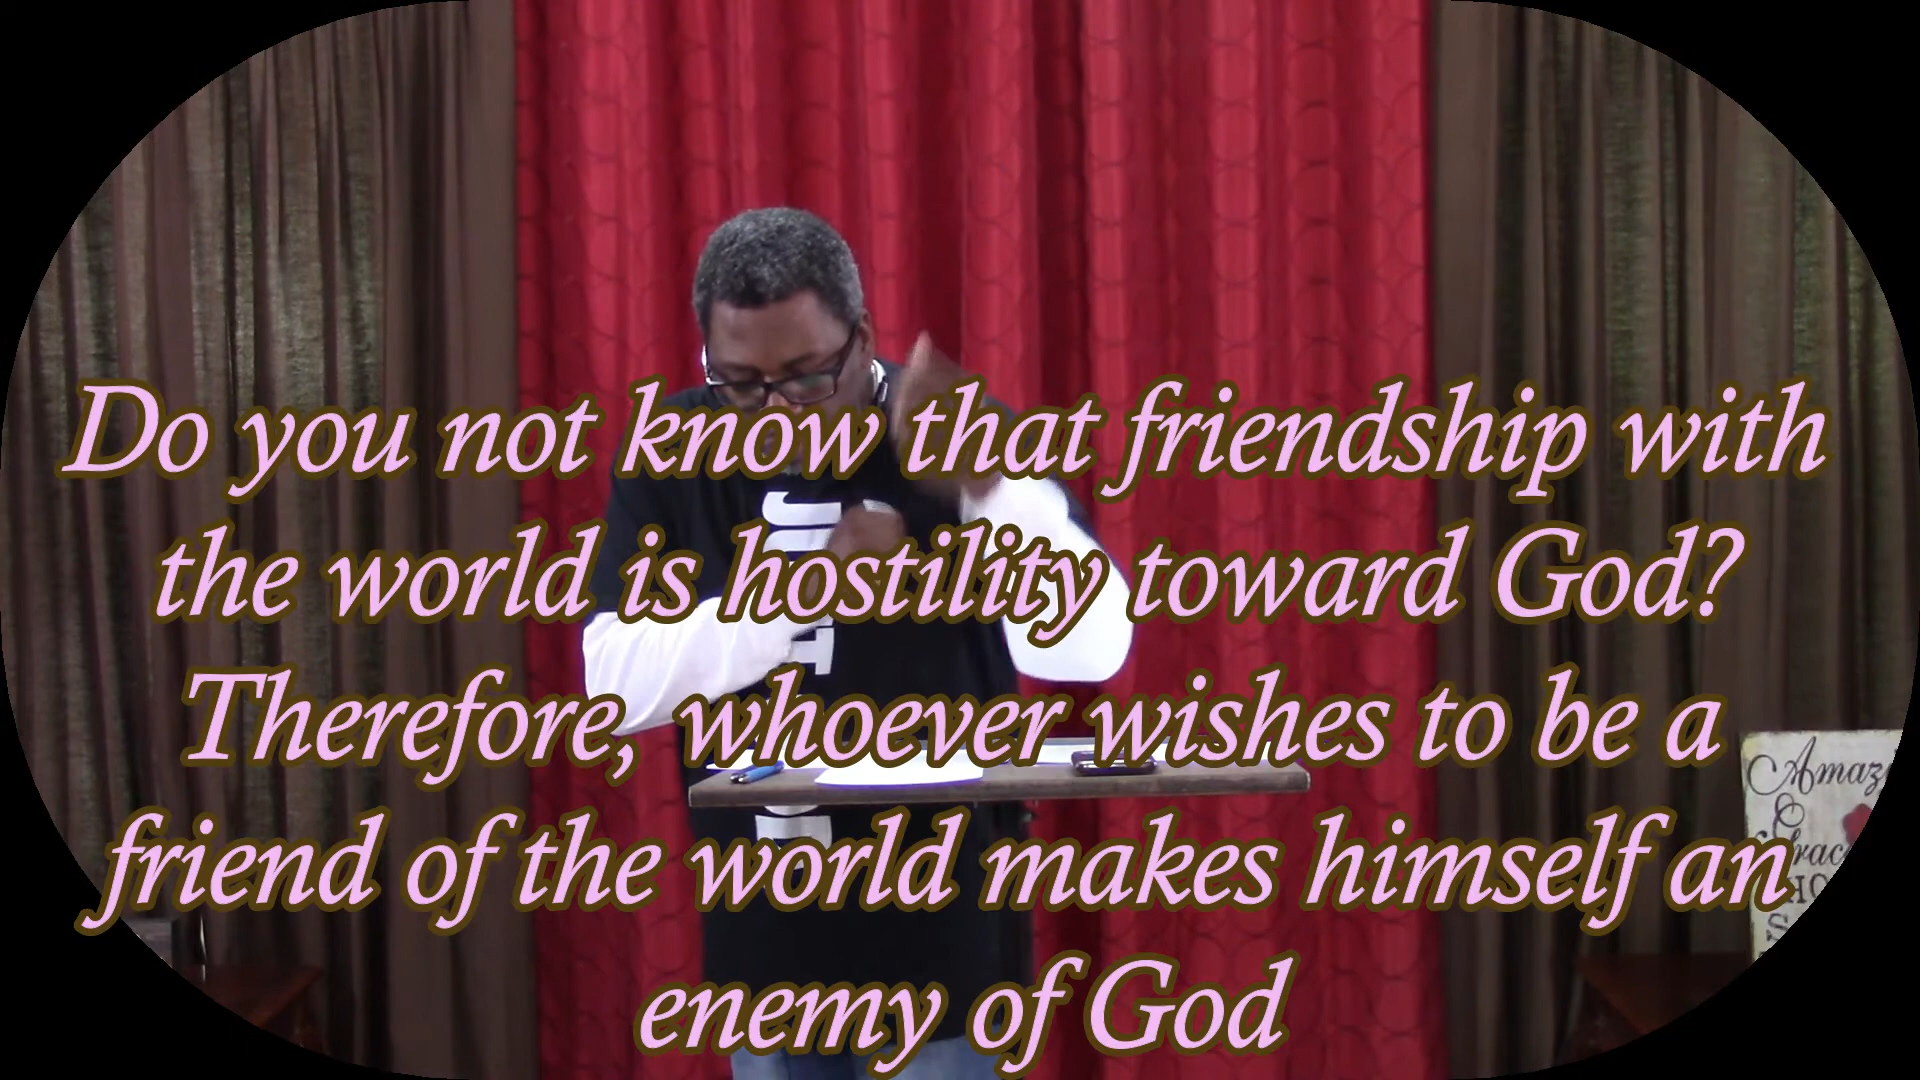 Do you not know that friendship with
the world is hostility toward God?
Therefore, whoever wishes to be a
friend of the world makes himself an
enemy of God
Amaz